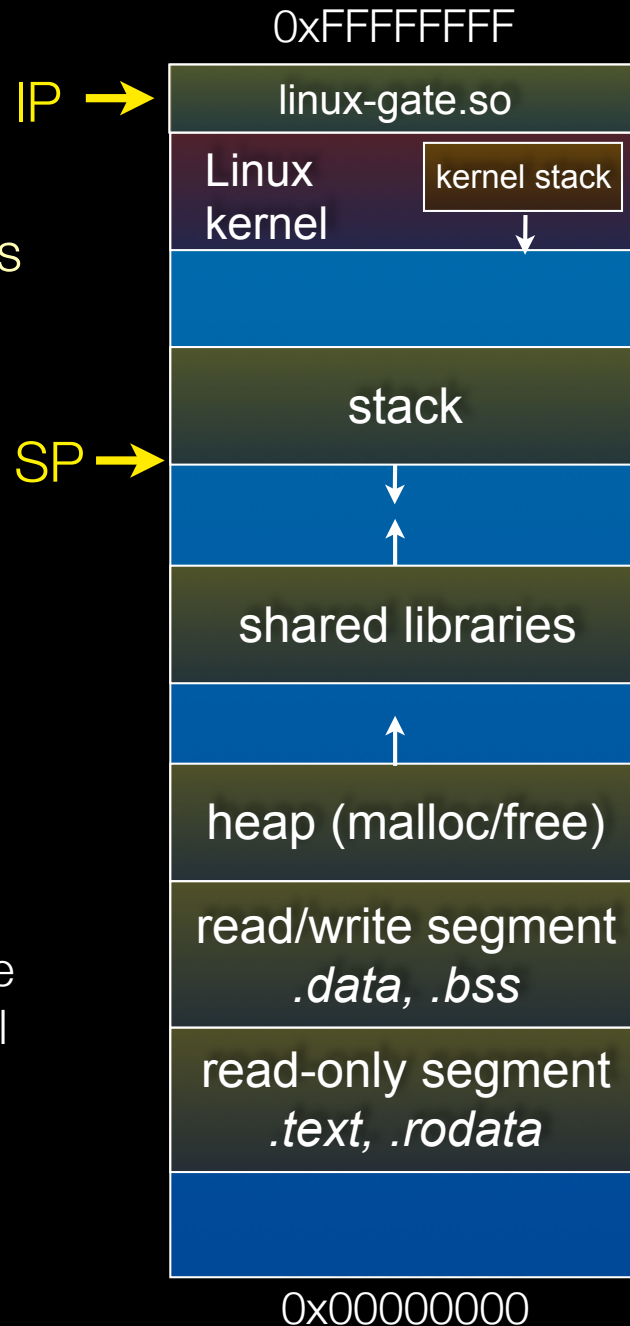 0xFFFFFFFF
IP
linux-gate.so
Linux
kernel
kernel stack
s
stack
SP
shared libraries
heap (malloc/free)
read/write segment
.data, .bss
e
l
read-only segment
.text, .rodata
0x00000000